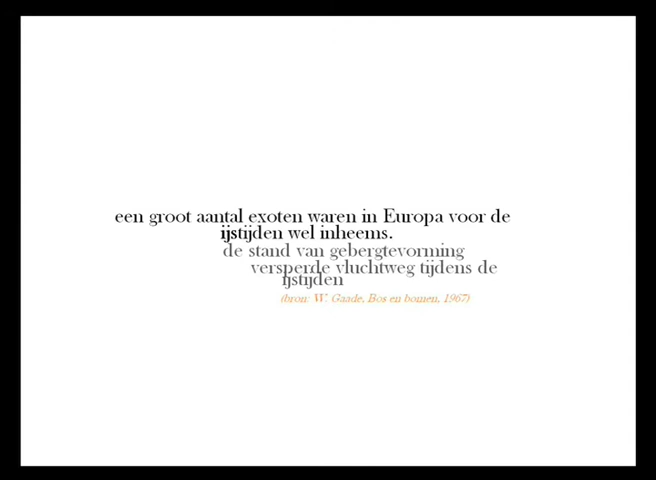 een groot aantal exoten waren in Europa voor de
ijstijden wel inheems.
de stand van gebergtevorming
versperde vluchtweg tijdens de
ijstijden
(bron: W. Gaade, Bos en bomen, 1967)